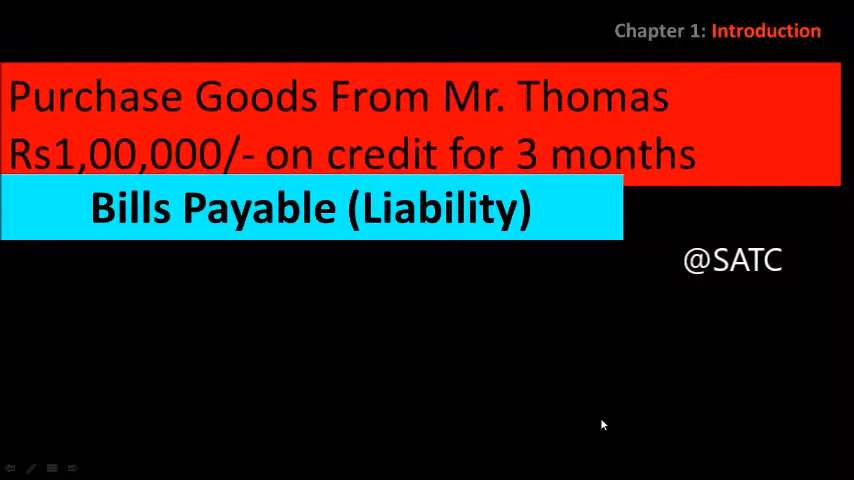 Chapter 1: Introduction
Purchase Goods From Mr. Thomas
Rs1,00,000/- on credit for 3 months
Bills Payable (Liability)
@SATC